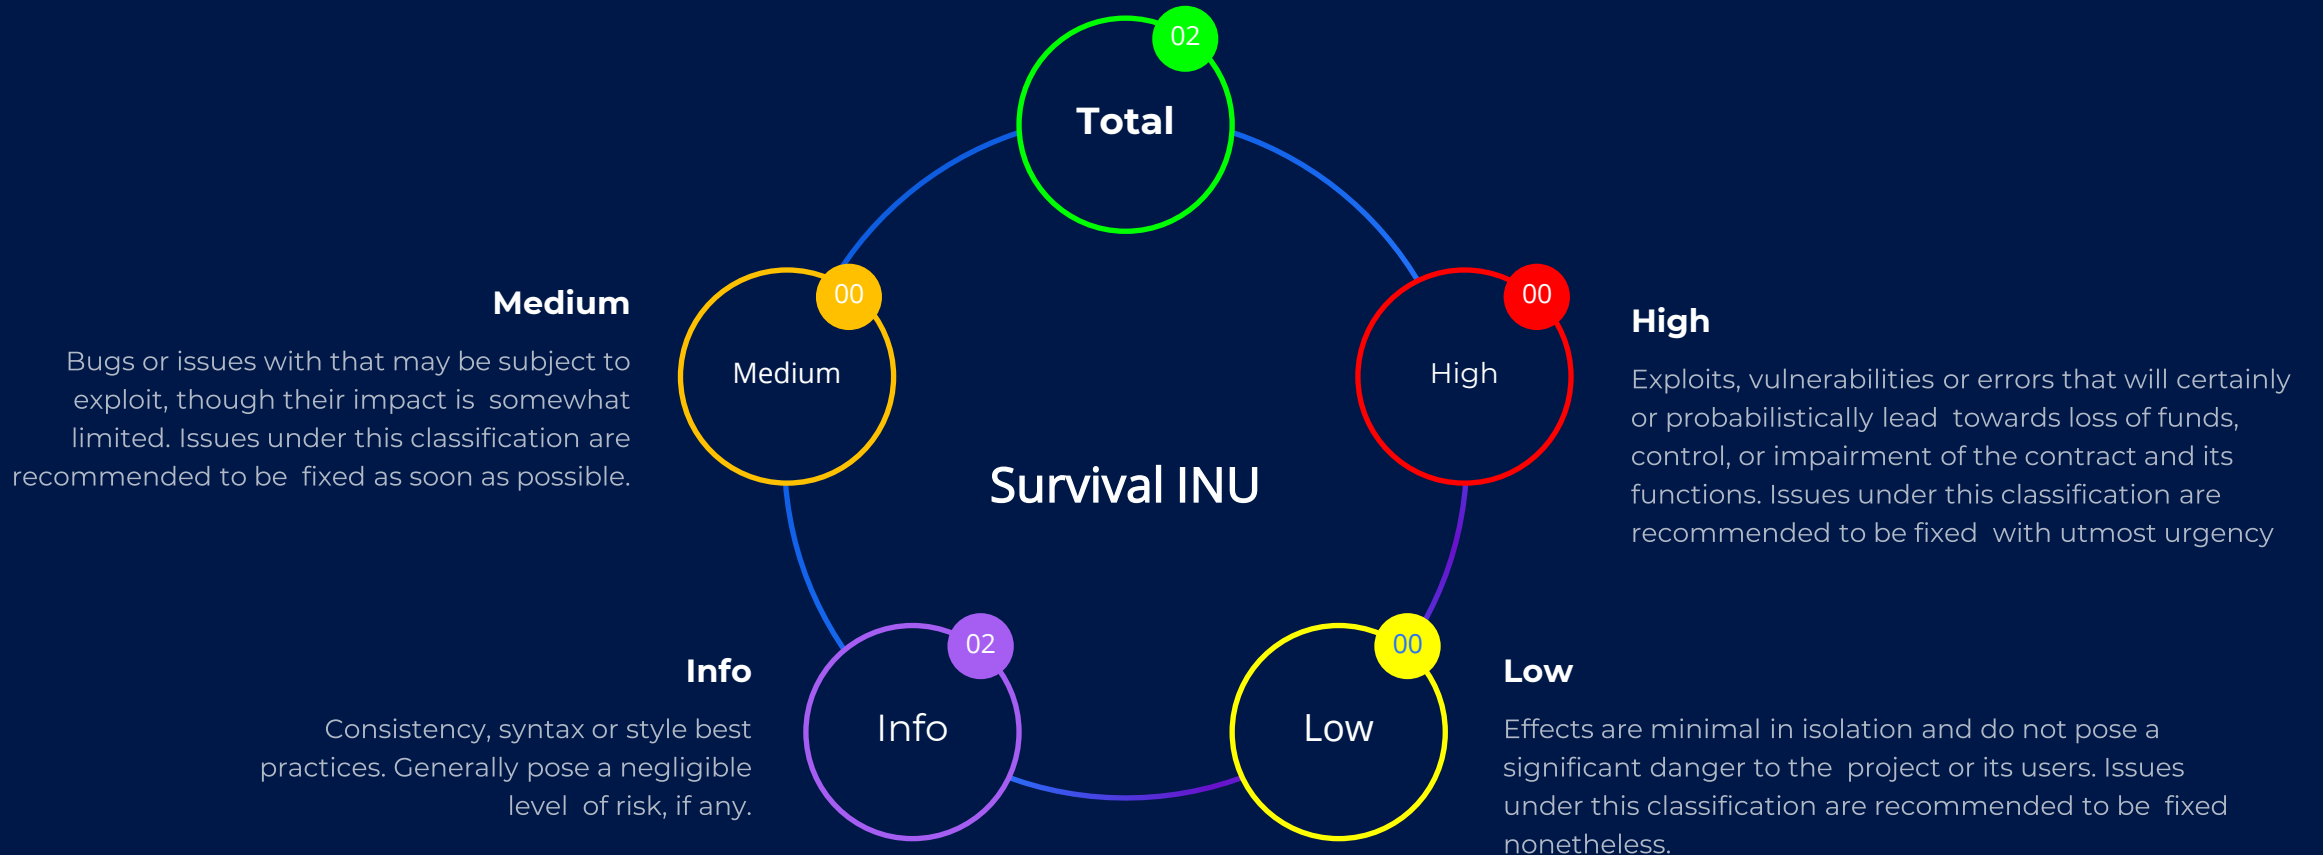 02
Total
Medium
Bugs or issues with that may be subject to
exploit, though their impact is somewhat
limited. Issues under this classification are
recommended to be fixed as soon as possible.
00
Medium
00
High
High
Exploits, vulnerabilities or errors that will certainly
or probabilistically lead towards loss of funds,
control, or impairment of the contract and its
functions. Issues under this classification are
recommended to be fixed with utmost urgency
Survival INU
Info
Consistency, syntax or style best
practices. Generally pose a negligible
level of risk, if any.
02
Info
00
Low
Low
Effects are minimal in isolation and do not pose a
significant danger to the project or its users. Issues
under this classification are recommended to be fixed
nonetheless.